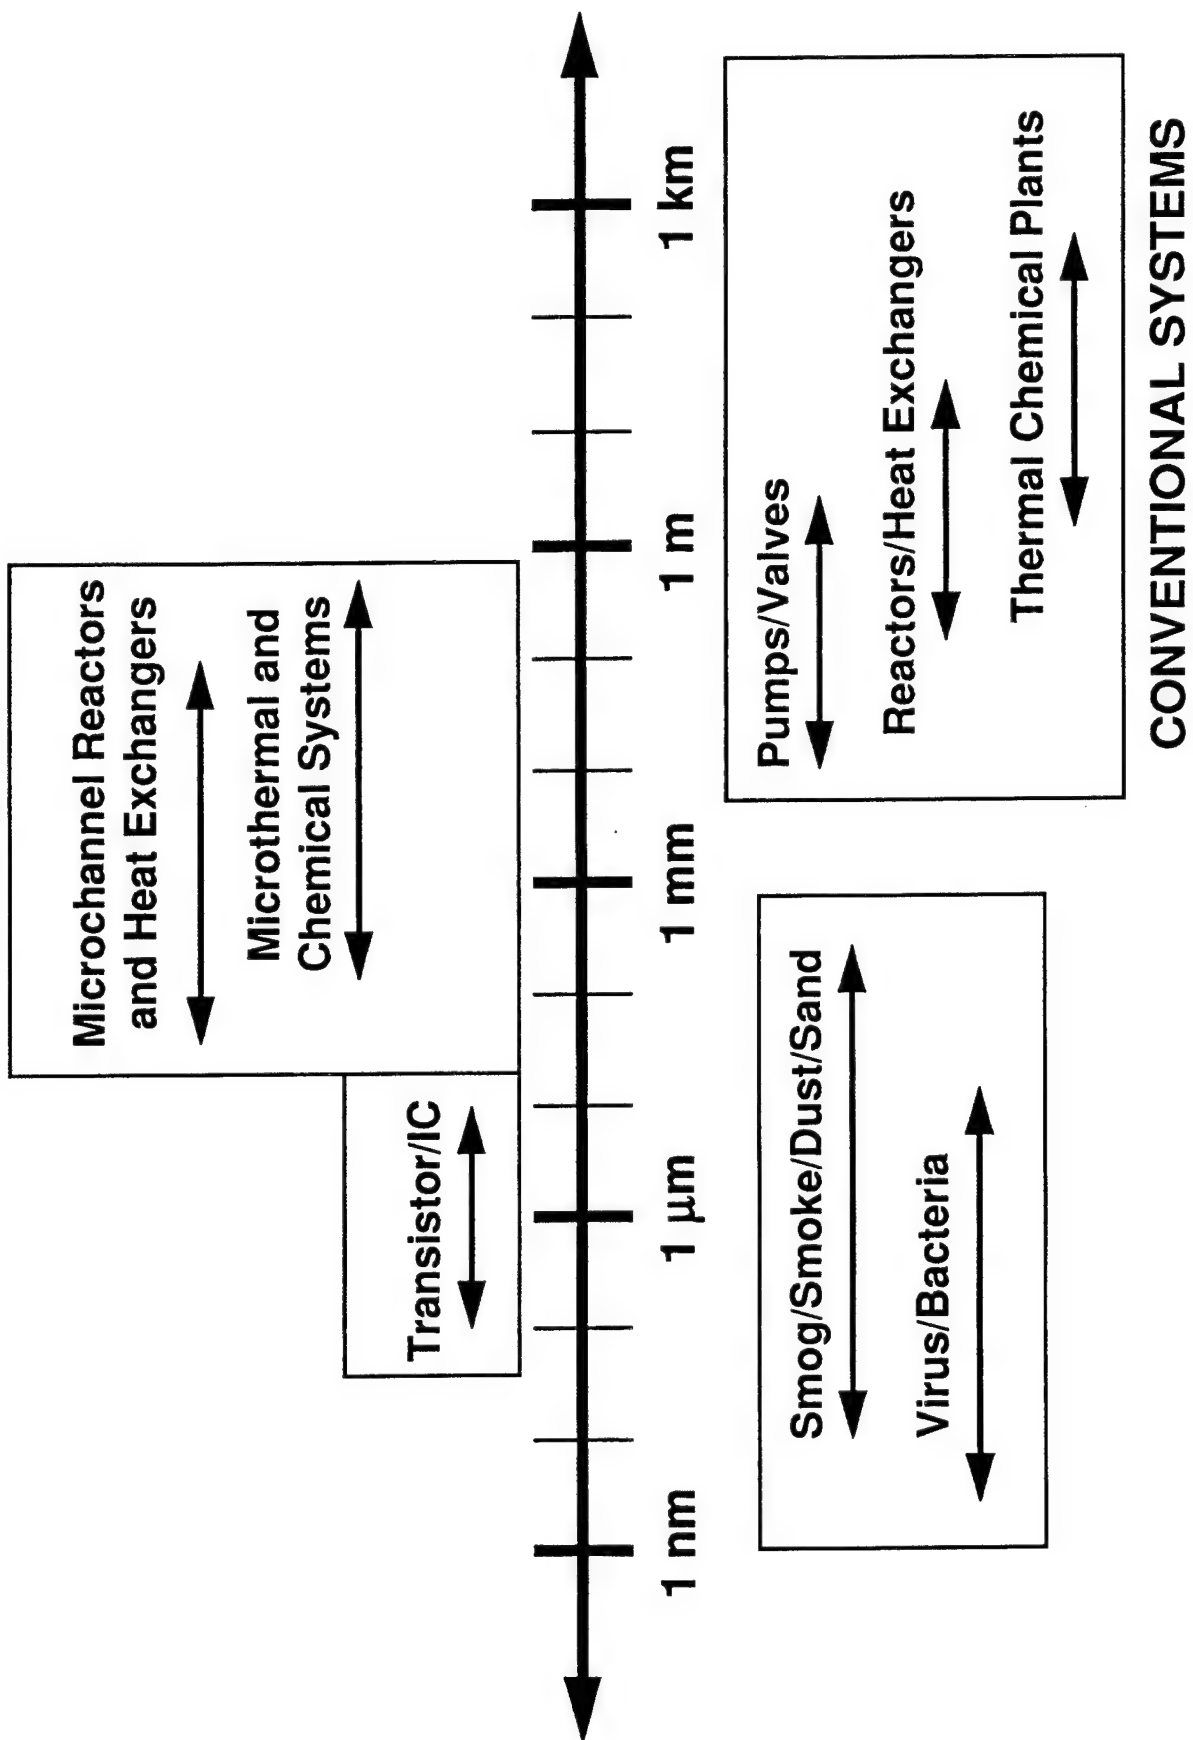 Microchannel Reactors
and Heat Exchangers
Microthermal and
Chemical Systems
Transistor/IC
1 nm
1 μm
1 mm
1 m
1 km
Smog/Smoke/Dust/Sand
Virus/Bacteria
Pumps/Valves
Reactors/Heat Exchangers
Thermal Chemical Plants
CONVENTIONAL SYSTEMS